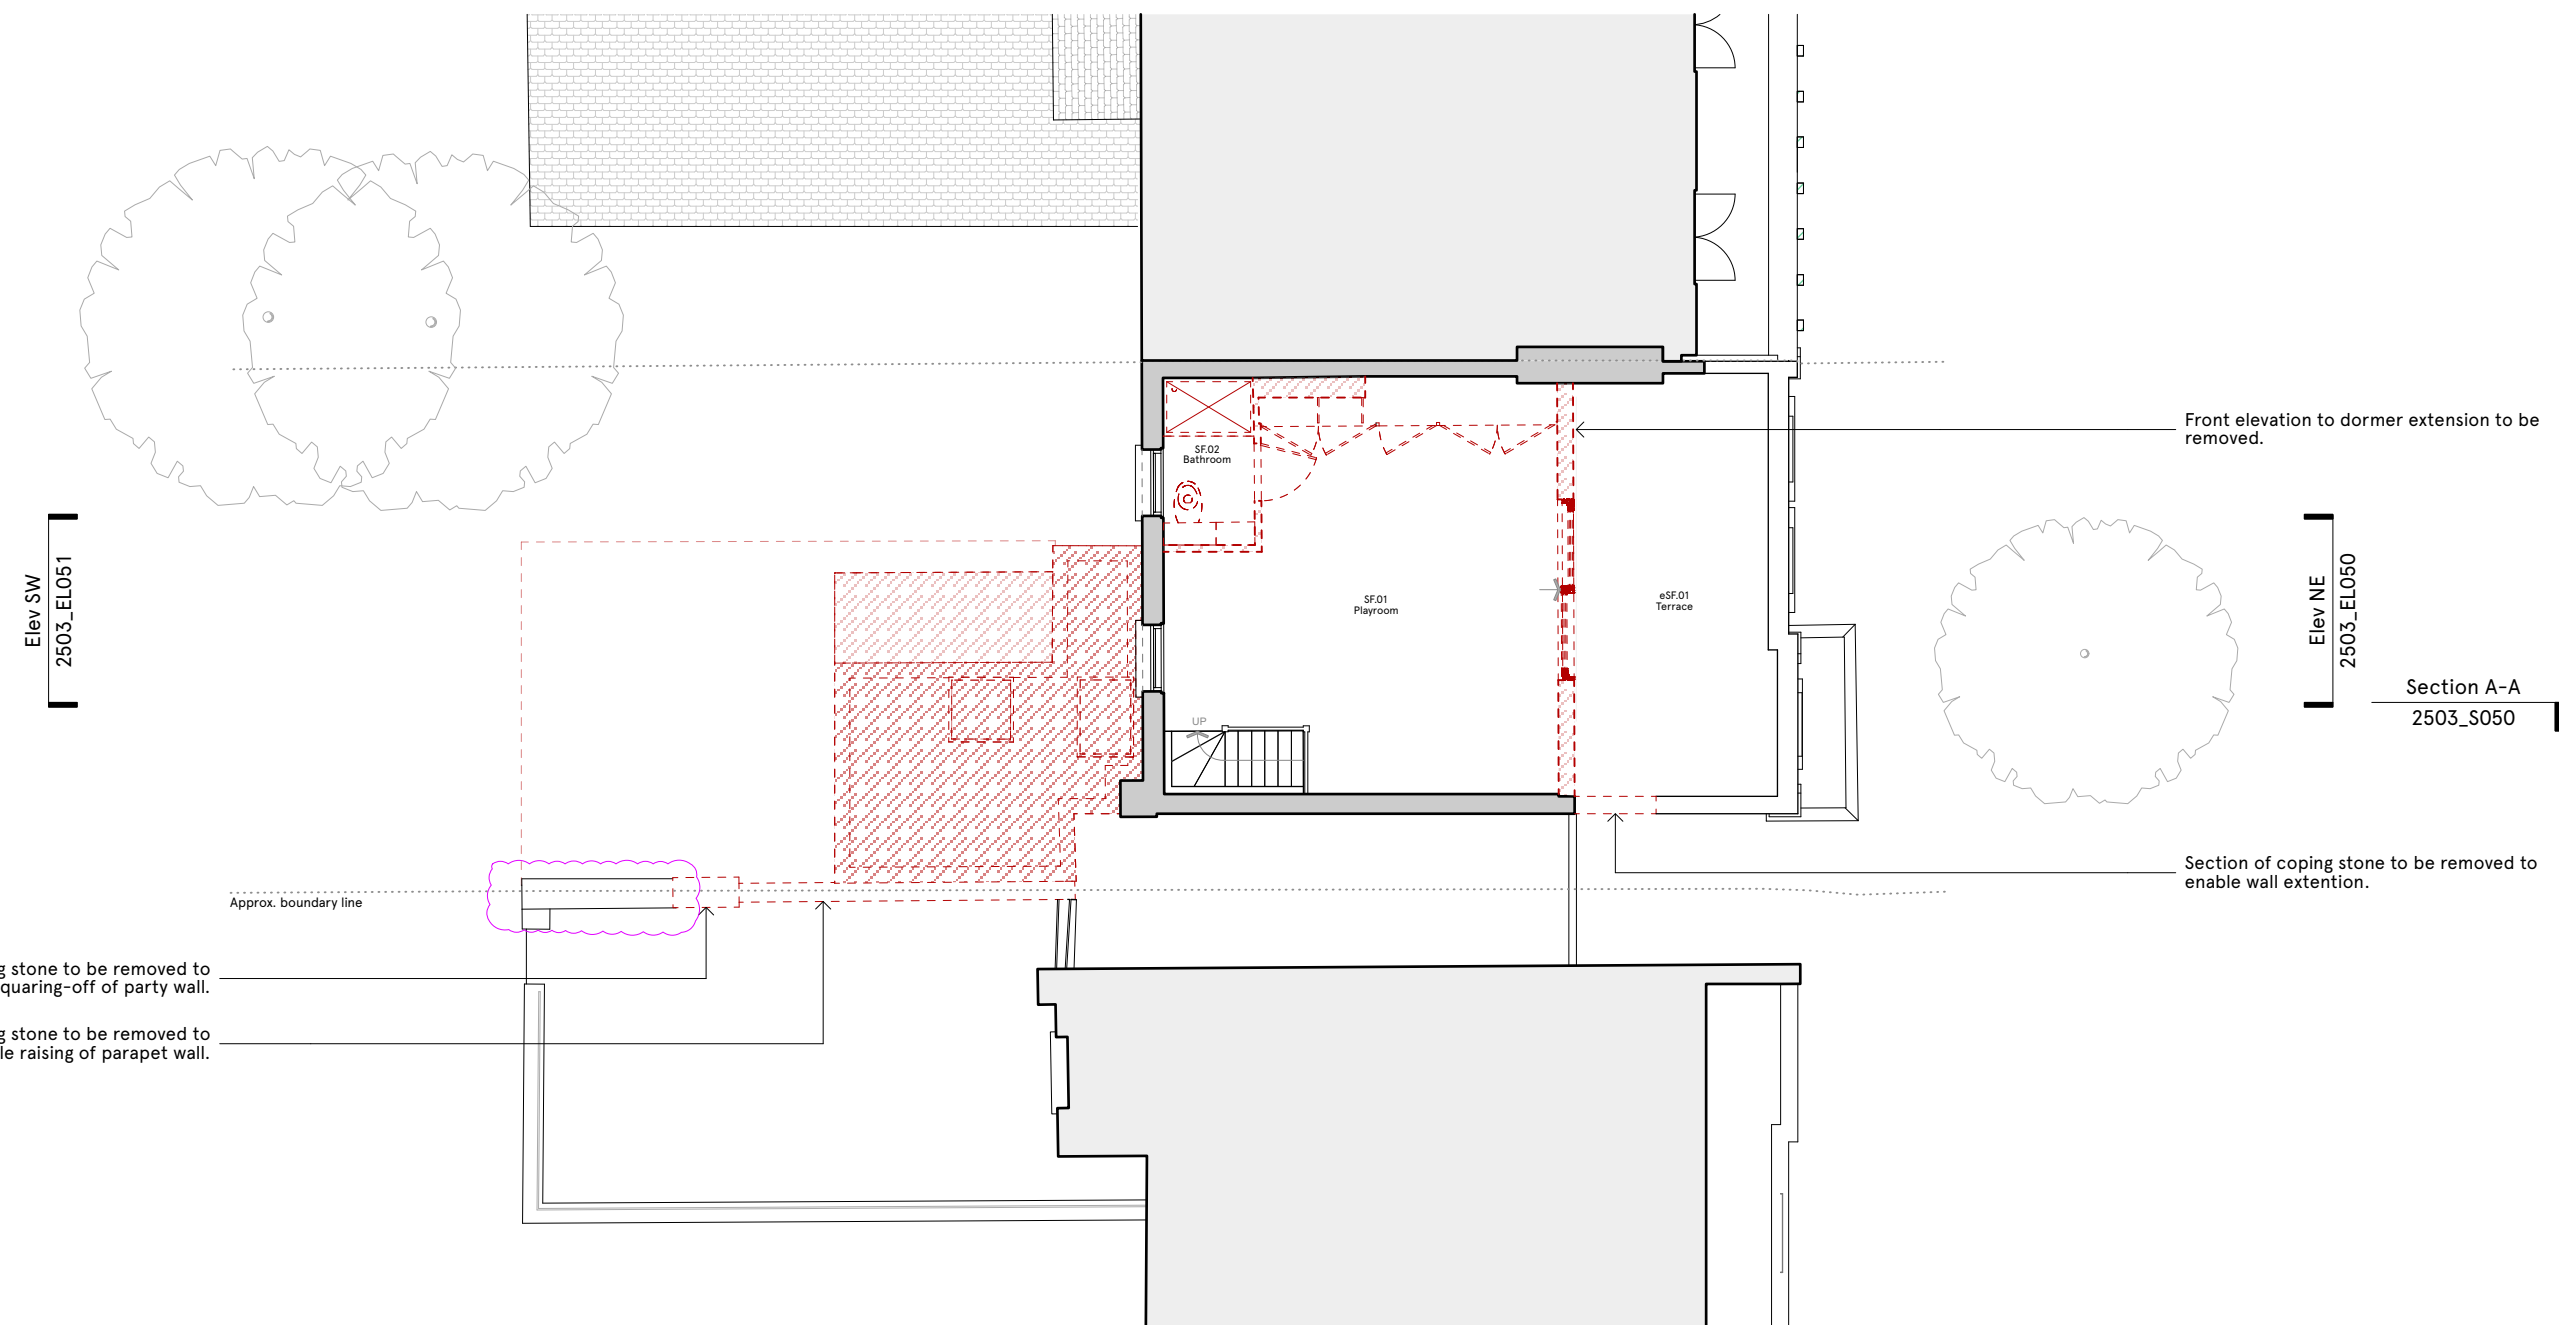 Front elevation to dormer extension to be
removed.
SF.02
Bathroom
Elev SW
2503_EL051
SF.01
Playroom
eSF.01
Terrace
Elev NE
2503_EL050
Section A-A
2503_S050
UP
Section of coping stone to be removed to
enable wall extention.
Approx. boundary line
stone to be removed to
of party wall.
stone to be removed to
raising of parapet wall.